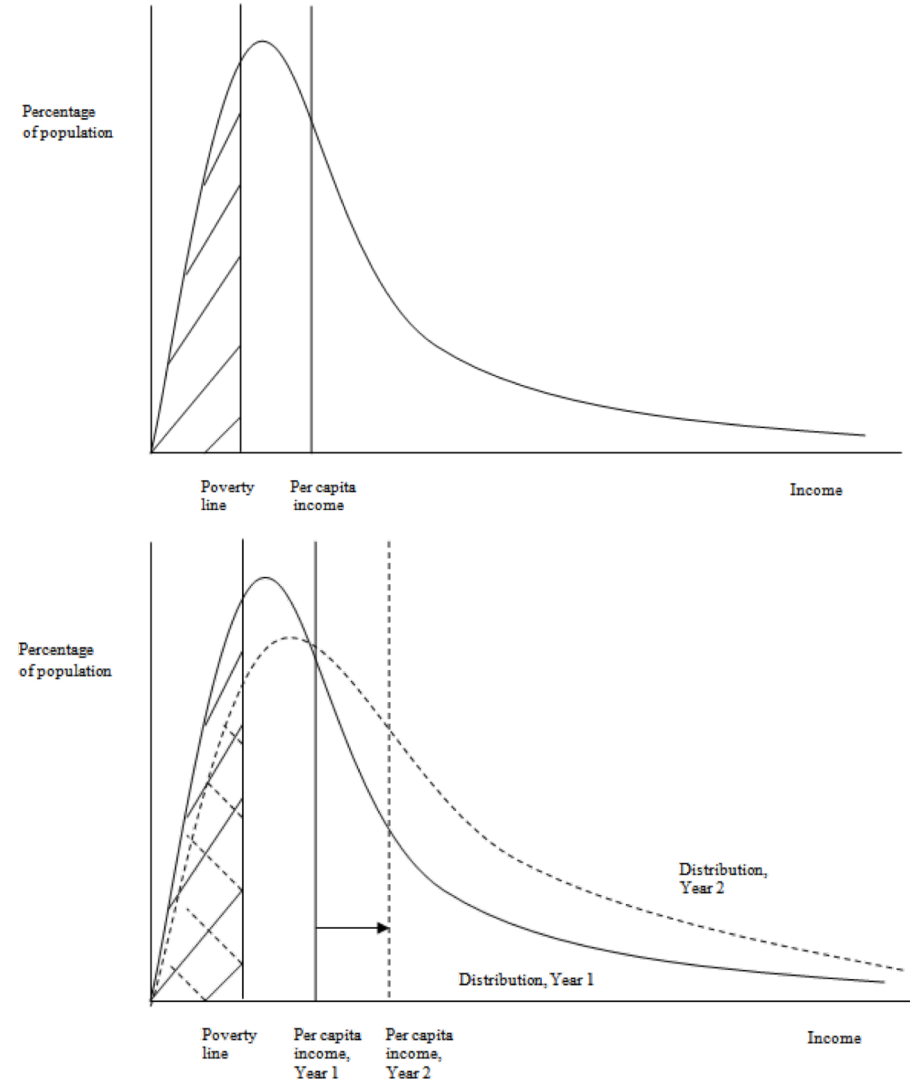 Percentage
of population
Poverty
line
Per capita
income
Income
Percentage
of population
Distribution,
Year 2
Distribution, Year 1
Poverty
line
Per capita
income,
Year 1
Per capita
income,
Year 2
Income